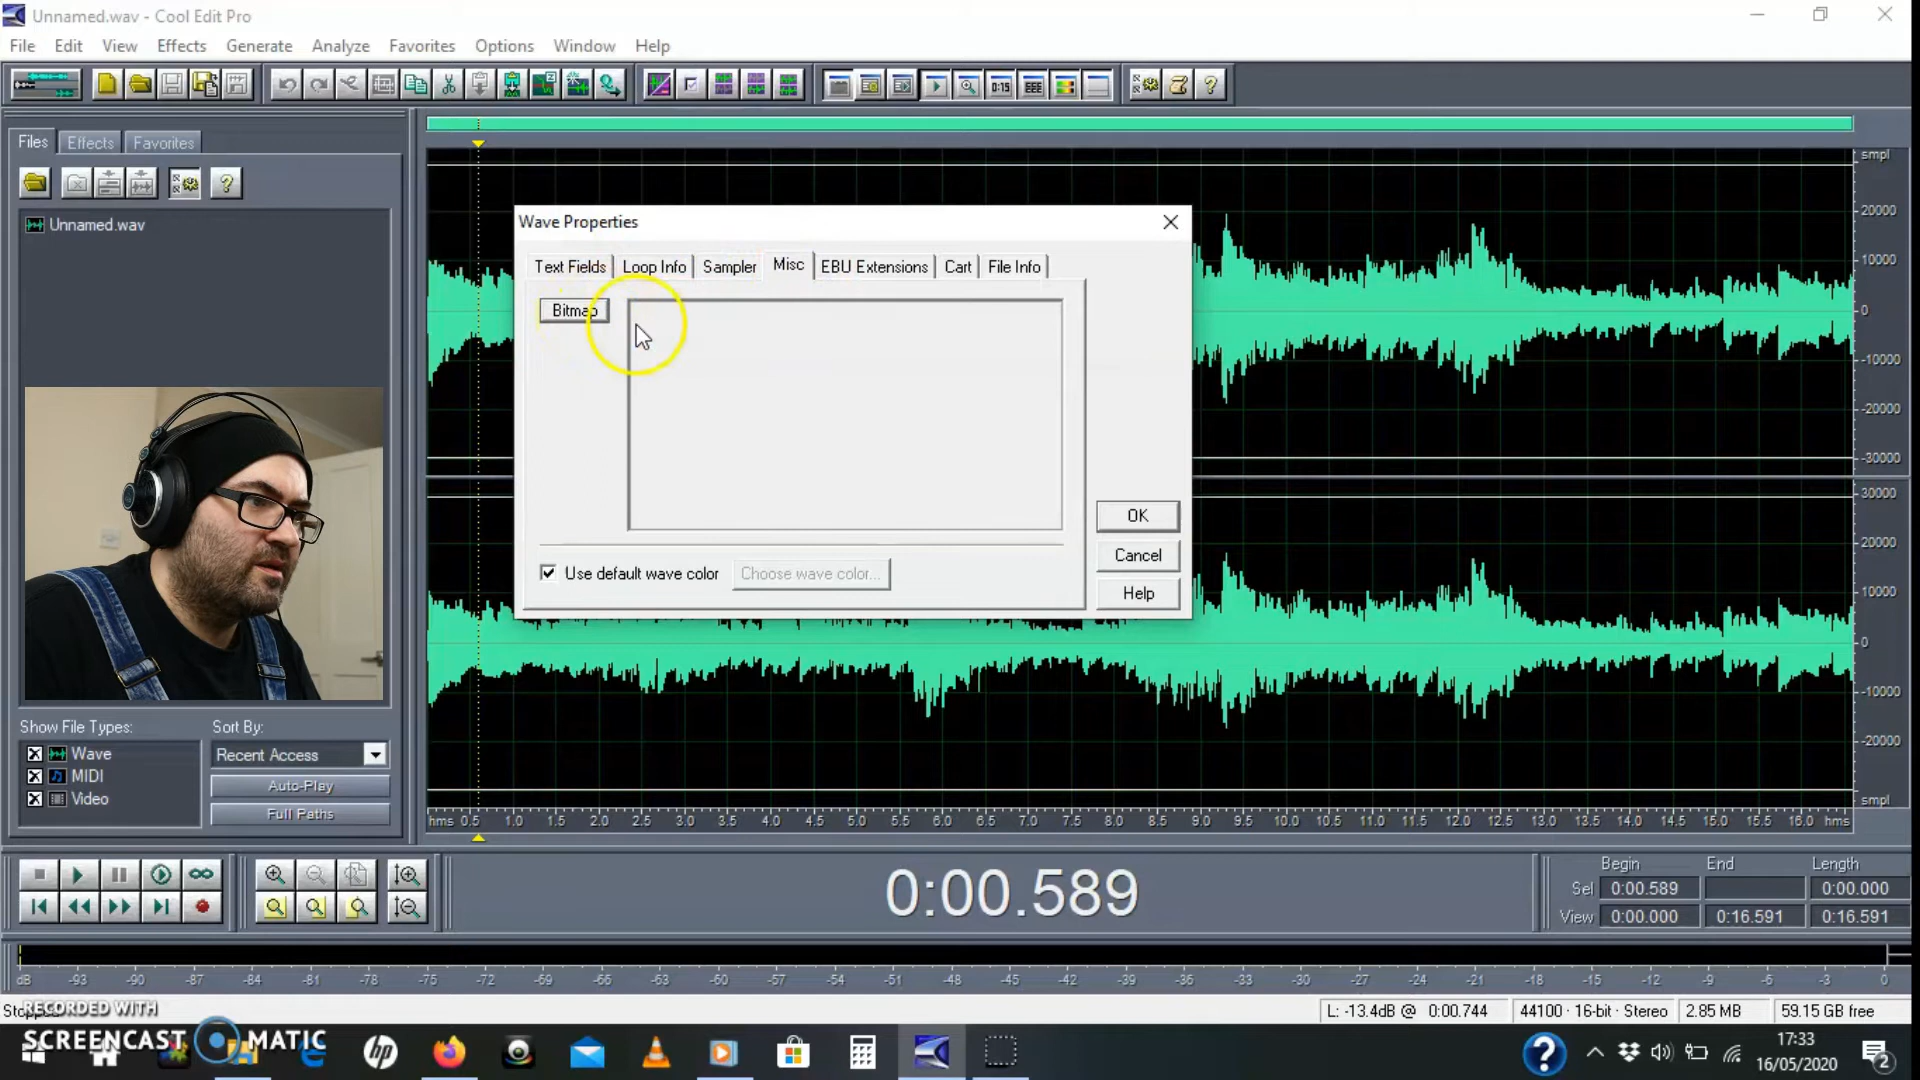 Unnamed.wav - Cool Edit Pro
File Edit View Effects Generate Analyze Favorites Options Window Help
0:15
Files Effects Favorites
Unnamed.wav
Show File Types: Sort By:
Wave Recent Access
MIDI Auto-Play
Video Full Paths
Wave Properties
Text Fields Loop Info Sampler Misc EBU Extensions Cart File Info
Bitmap
OK
Cancel
Use default wave color Choose wave color...
Help
smpl
20000
10000
0
-10000
-20000
-30000
30000
20000
10000
0
-10000
-20000
smpl
hms 0.5 1.0 1.5 2.0 2.5 3.0 3.5 4.0 4.5 5.0 5.5 6.0 6.5 7.0 7.5 8.0 8.5 9.0 9.5 10.0 10.5 11.0 11.5 12.0 12.5 13.0 13.5 14.0 14.5 15.0 15.5 16.0 hms
0:00.589
Begin End Length
Sel 0:00.589 0:00.000
View 0:00.000 0:16.591 0:16.591
dB -93 -90 -87 -84 -81 -78 -75 -72 -69 -66 -63 -60 -57 -54 -51 -48 -45 -42 -39 -36 -33 -30 -27 -24 -21 -18 -15 -12 -9 -6 -3 0
L: -13.4dB @ 0:00.744 44100 · 16-bit · Stereo 2.85 MB 59.15 GB free
RECORDED WITH
SCREENCAST MATIC
hp
17:33
16/05/2020
2